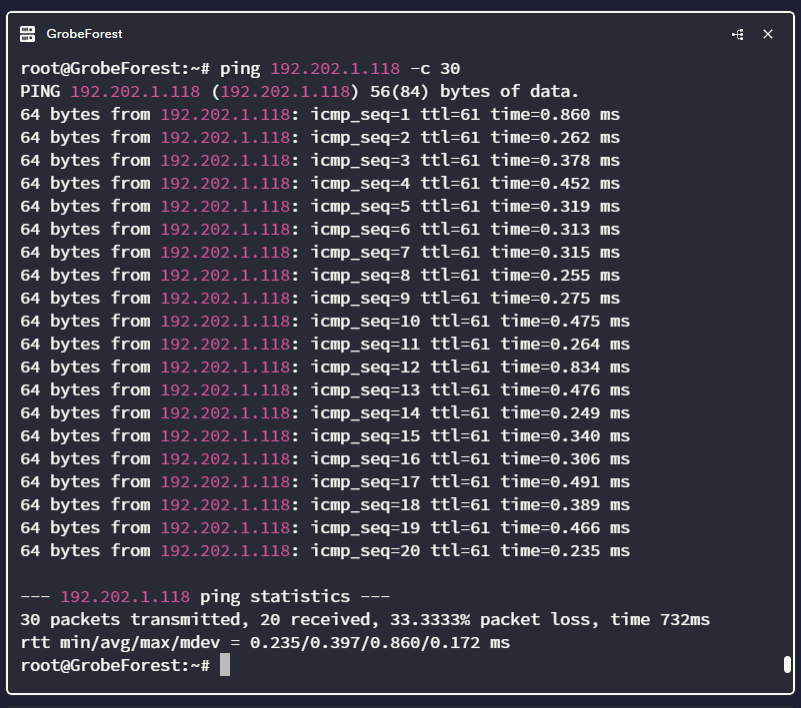 GrobeForest
root@GrobeForest:~# ping 192.202.1.118 -c 30
PING 192.202.1.118 (192.202.1.118) 56(84) bytes of data.
64 bytes from 192.202.1.118: icmp_seq=1 ttl=61 time=0.860 ms
64 bytes from 192.202.1.118: icmp_seq=2 ttl=61 time=0.262 ms
64 bytes from 192.202.1.118: icmp_seq=3 ttl=61 time=0.378 ms
64 bytes from 192.202.1.118: icmp_seq=4 ttl=61 time=0.452 ms
64 bytes from 192.202.1.118: icmp_seq=5 ttl=61 time=0.319 ms
64 bytes from 192.202.1.118: icmp_seq=6 ttl=61 time=0.313 ms
64 bytes from 192.202.1.118: icmp_seq=7 ttl=61 time=0.315 ms
64 bytes from 192.202.1.118: icmp_seq=8 ttl=61 time=0.255 ms
64 bytes from 192.202.1.118: icmp_seq=9 ttl=61 time=0.275 ms
64 bytes from 192.202.1.118: icmp_seq=10 ttl=61 time=0.475 ms
64 bytes from 192.202.1.118: icmp_seq=11 ttl=61 time=0.264 ms
64 bytes from 192.202.1.118: icmp_seq=12 ttl=61 time=0.834 ms
64 bytes from 192.202.1.118: icmp_seq=13 ttl=61 time=0.476 ms
64 bytes from 192.202.1.118: icmp_seq=14 ttl=61 time=0.249 ms
64 bytes from 192.202.1.118: icmp_seq=15 ttl=61 time=0.340 ms
64 bytes from 192.202.1.118: icmp_seq=16 ttl=61 time=0.306 ms
64 bytes from 192.202.1.118: icmp_seq=17 ttl=61 time=0.491 ms
64 bytes from 192.202.1.118: icmp_seq=18 ttl=61 time=0.389 ms
64 bytes from 192.202.1.118: icmp_seq=19 ttl=61 time=0.466 ms
64 bytes from 192.202.1.118: icmp_seq=20 ttl=61 time=0.235 ms
--- 192.202.1.118 ping statistics ---
30 packets transmitted, 20 received, 33.3333% packet loss, time 732ms
rtt min/avg/max/mdev = 0.235/0.397/0.860/0.172 ms
root@GrobeForest:~#